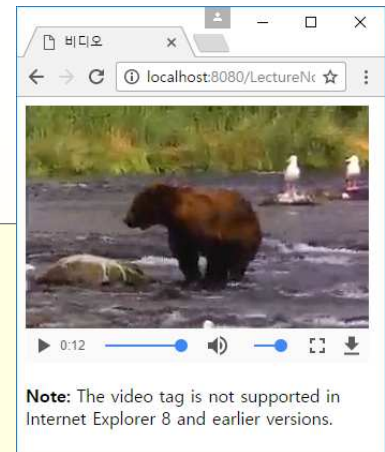 비디오
localhost:8080/LectureNo
0:12
Note: The video tag is not supported in
Internet Explorer 8 and earlier versions.